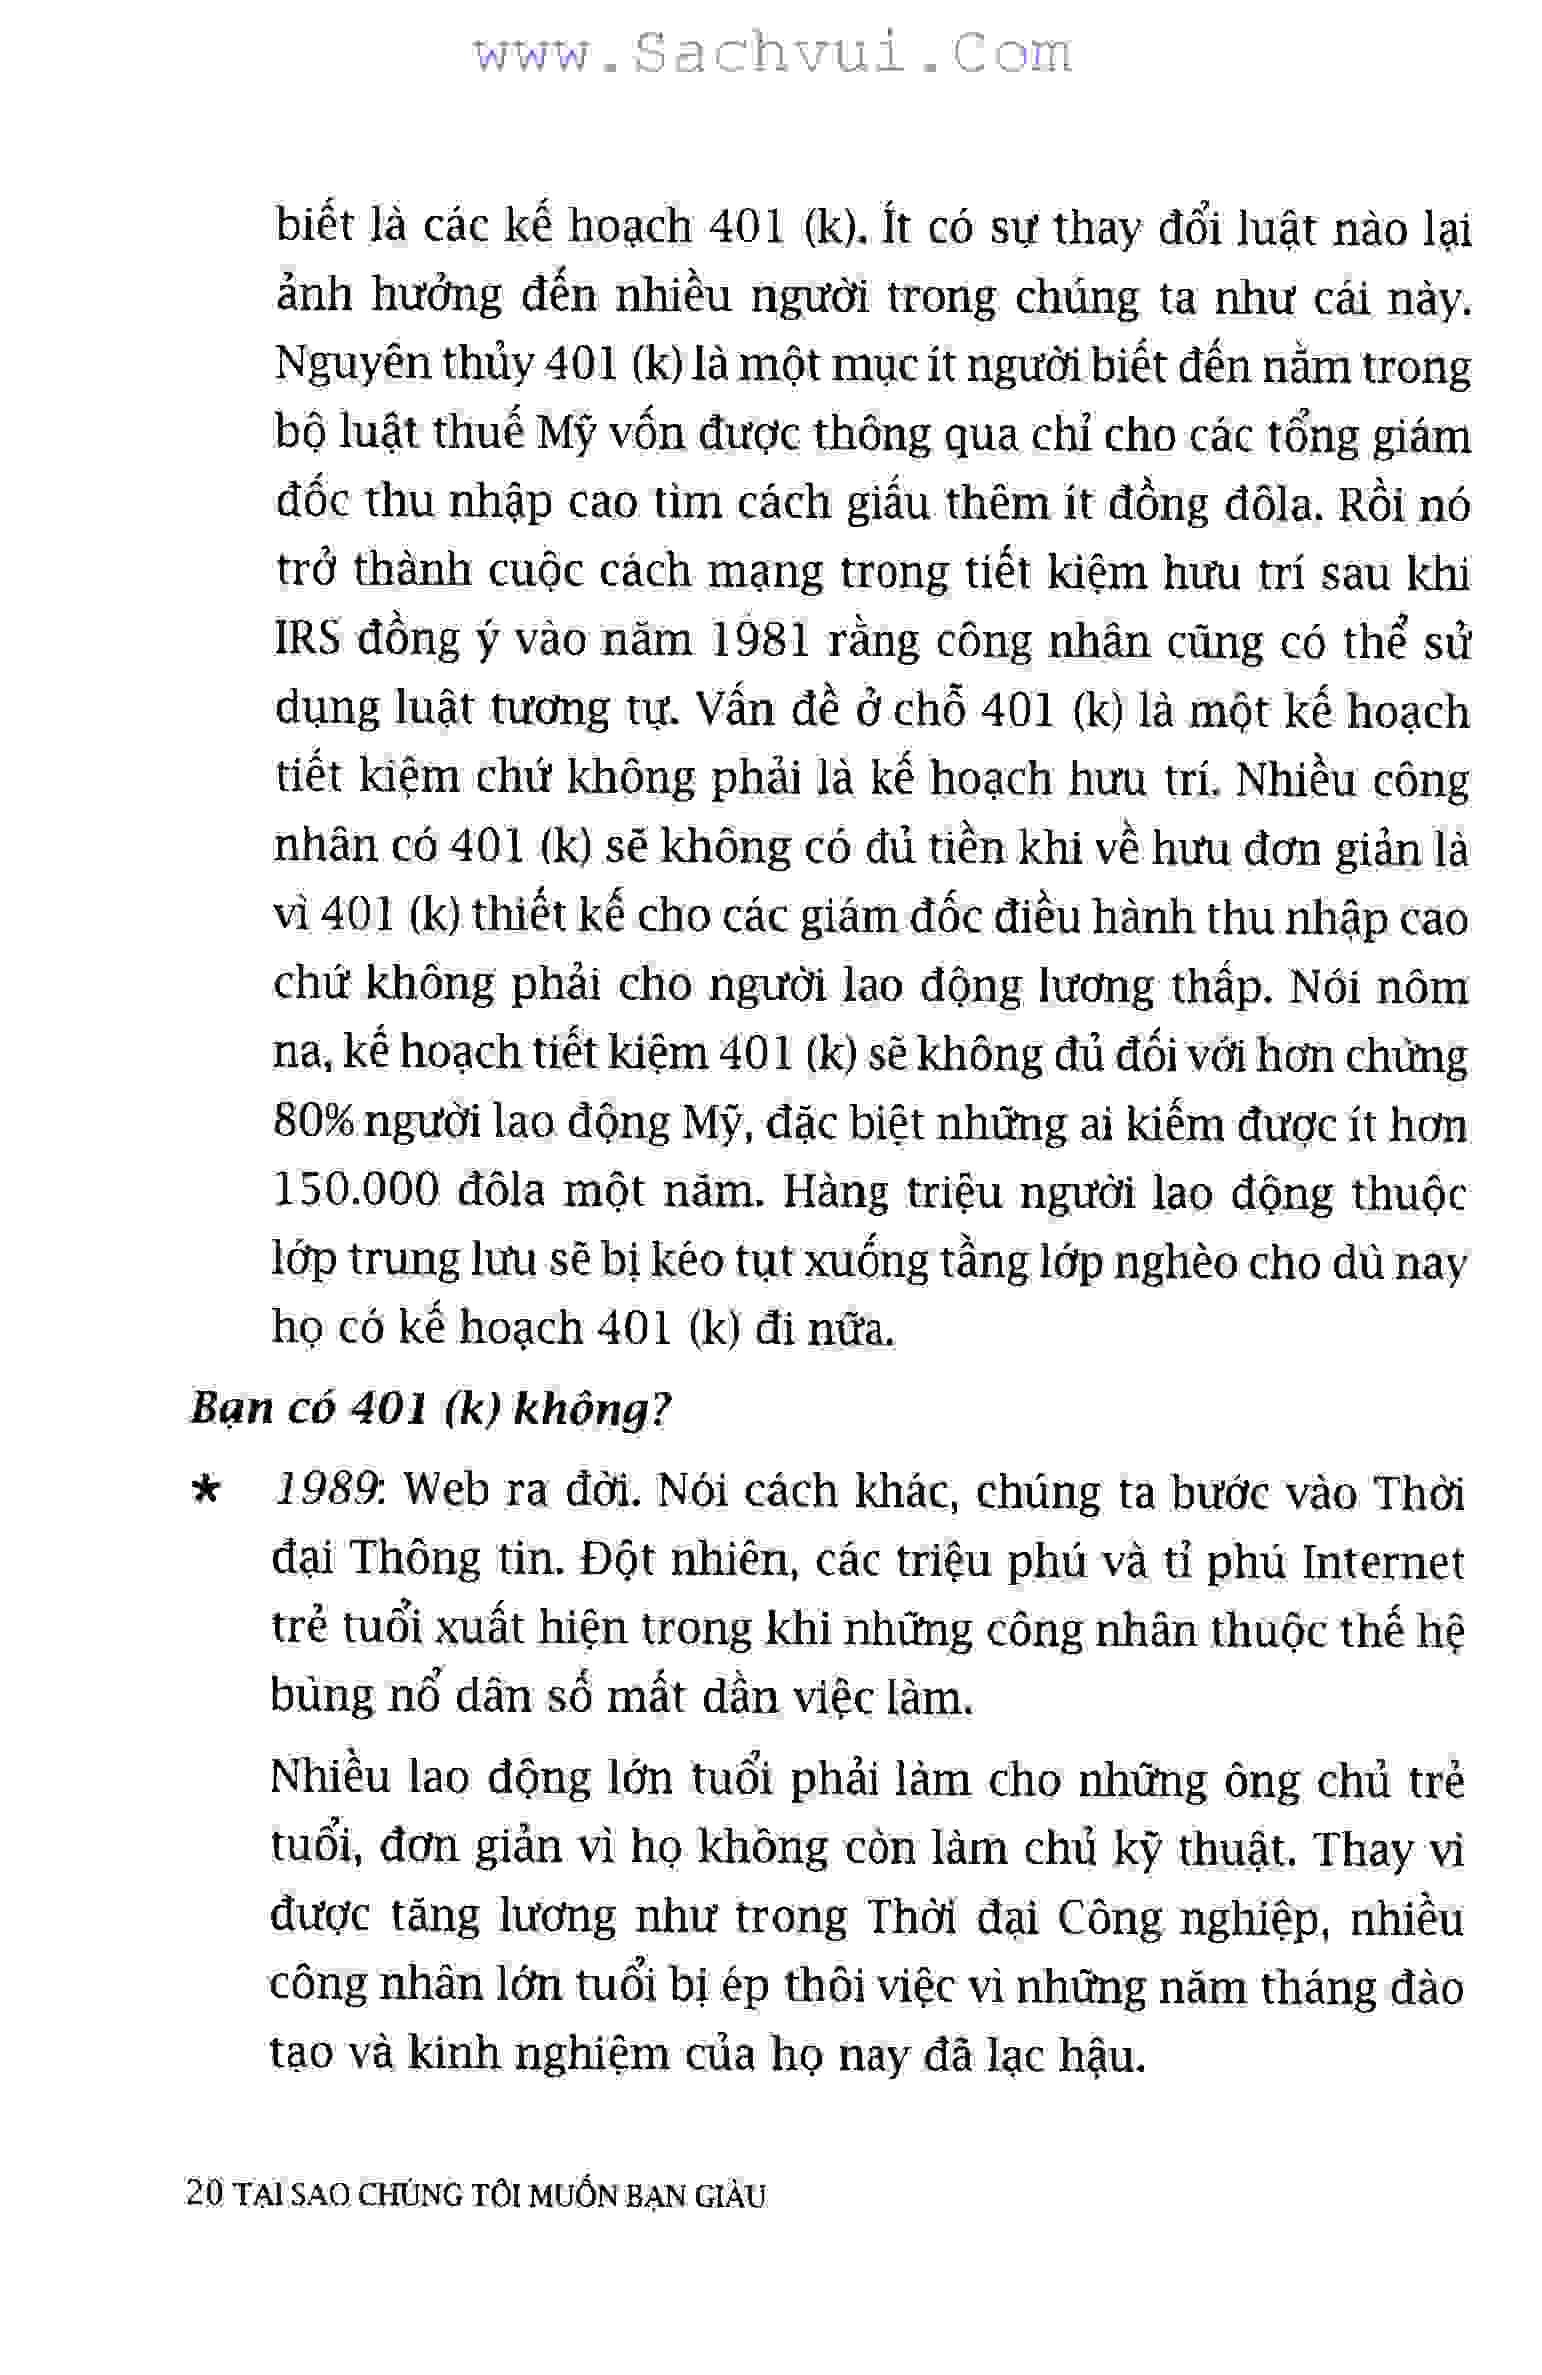 www.Sachvui.Com
biết là các kế hoạch 401 (k). Ít có sự thay đổi luật nào lại
ảnh hưởng đến nhiều người trong chúng ta như cái này.
Nguyên thủy 401 (k) là một mục ít người biết đến nằm trong
bộ luật thuế Mỹ vốn được thông qua chỉ cho các tổng giám
đốc thu nhập cao tìm cách giấu thêm ít đồng đôla. Rồi nó
trở thành cuộc cách mạng trong tiết kiệm hưu trí sau khi
IRS đồng ý vào năm 1981 rằng công nhân cũng có thể sử
dụng luật tương tự. Vấn đề ở chỗ 401 (k) là một kế hoạch
tiết kiệm chứ không phải là kế hoạch hưu trí. Nhiều công
nhân có 401 (k) sẽ không có đủ tiền khi về hưu đơn giản là
vì 401 (k) thiết kế cho các giám đốc điều hành thu nhập cao
chứ không phải cho người lao động lương thấp. Nói nôm
na, kế hoạch tiết kiệm 401 (k) sẽ không đủ đối với hơn chừng
80% người lao động Mỹ, đặc biệt những ai kiếm được ít hơn
150.000 đôla một năm. Hàng triệu người lao động thuộc
lớp trung lưu sẽ bị kéo tụt xuống tầng lớp nghèo cho dù nay
họ có kế hoạch 401 (k) đi nữa.
Bạn có 401 (k) không?
* 1989: Web ra đời. Nói cách khác, chúng ta bước vào Thời
đại Thông tin. Đột nhiên, các triệu phú và tỉ phú Internet
trẻ tuổi xuất hiện trong khi những công nhân thuộc thế hệ
bùng nổ dân số mất dần việc làm.
Nhiều lao động lớn tuổi phải làm cho những ông chủ trẻ
tuổi, đơn giản vì họ không còn làm chủ kỹ thuật. Thay vì
được tăng lương như trong Thời đại Công nghiệp, nhiều
công nhân lớn tuổi bị ép thôi việc vì những năm tháng đào
tạo và kinh nghiệm của họ nay đã lạc hậu.
20 TẠI SAO CHÚNG TÔI MUỐN BẠN GIÀU